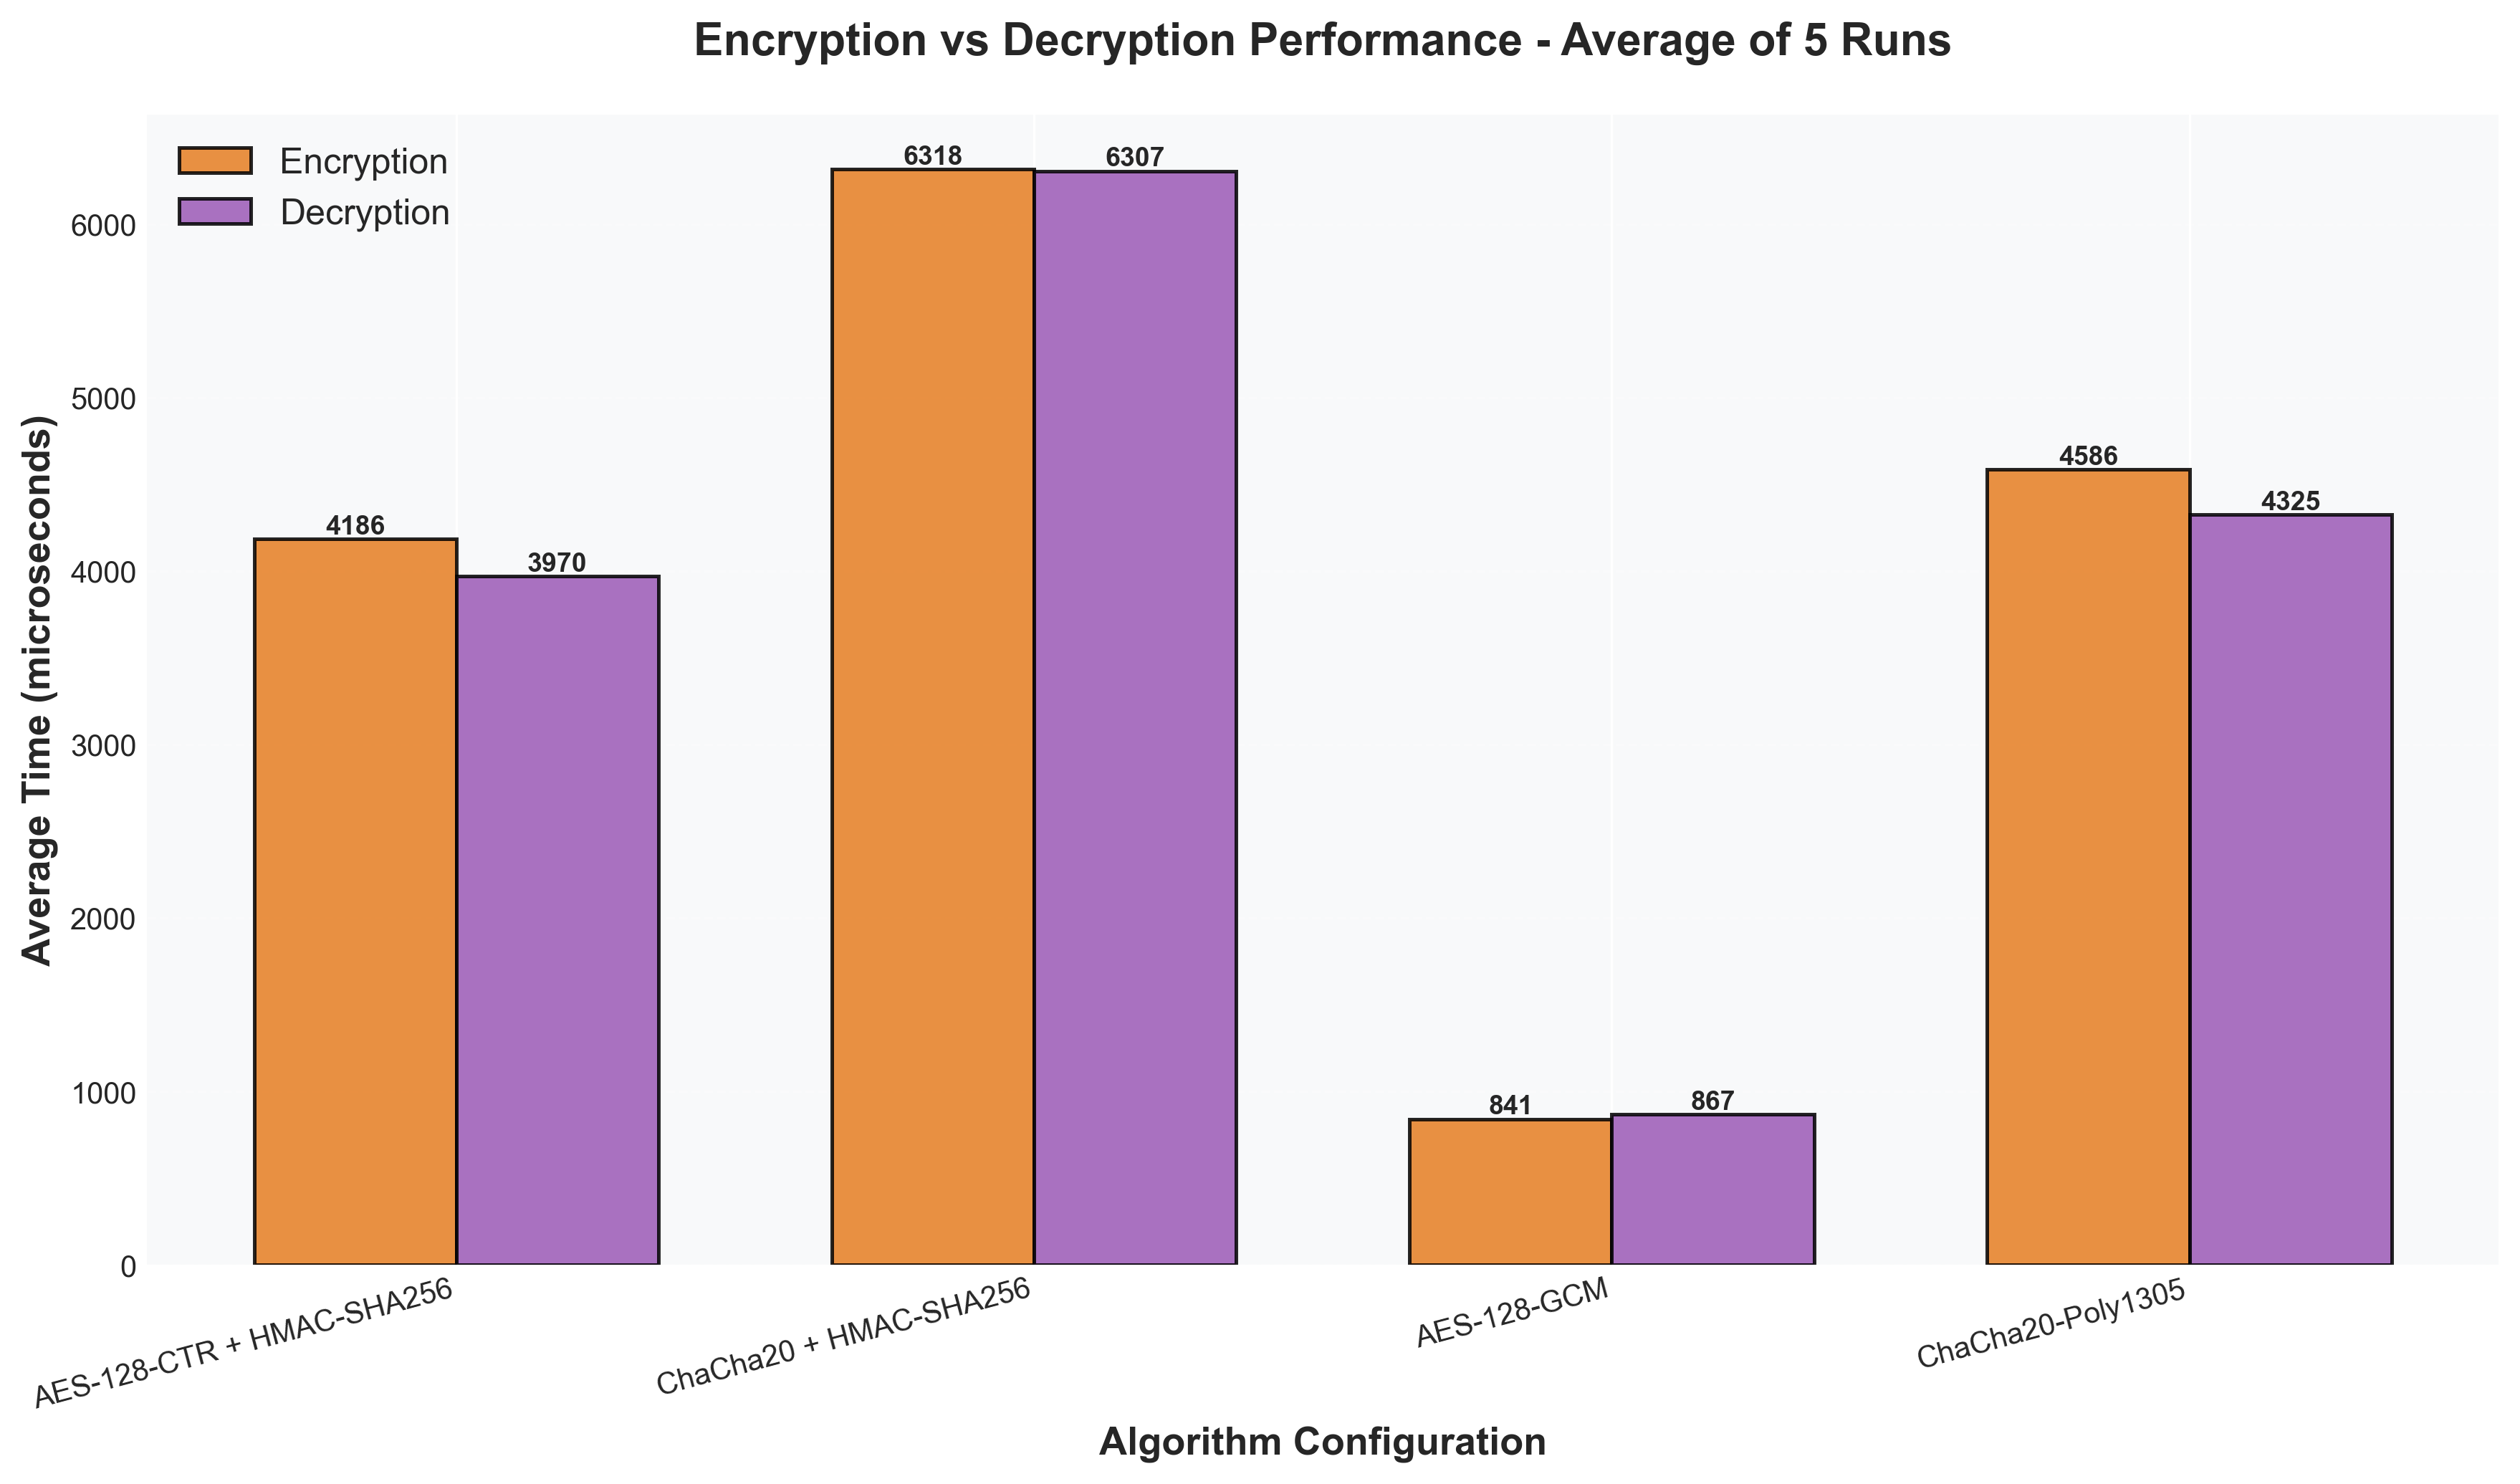 Encryption vs Decryption Performance - Average of 5 Runs
Encryption
Decryption
Average Time (microseconds)
6000
5000
4000
3000
2000
1000
0
4186
3970
6318
6307
841
867
4586
4325
AES-128-CTR + HMAC-SHA256
ChaCha20 + HMAC-SHA256
AES-128-GCM
ChaCha20-Poly1305
Algorithm Configuration